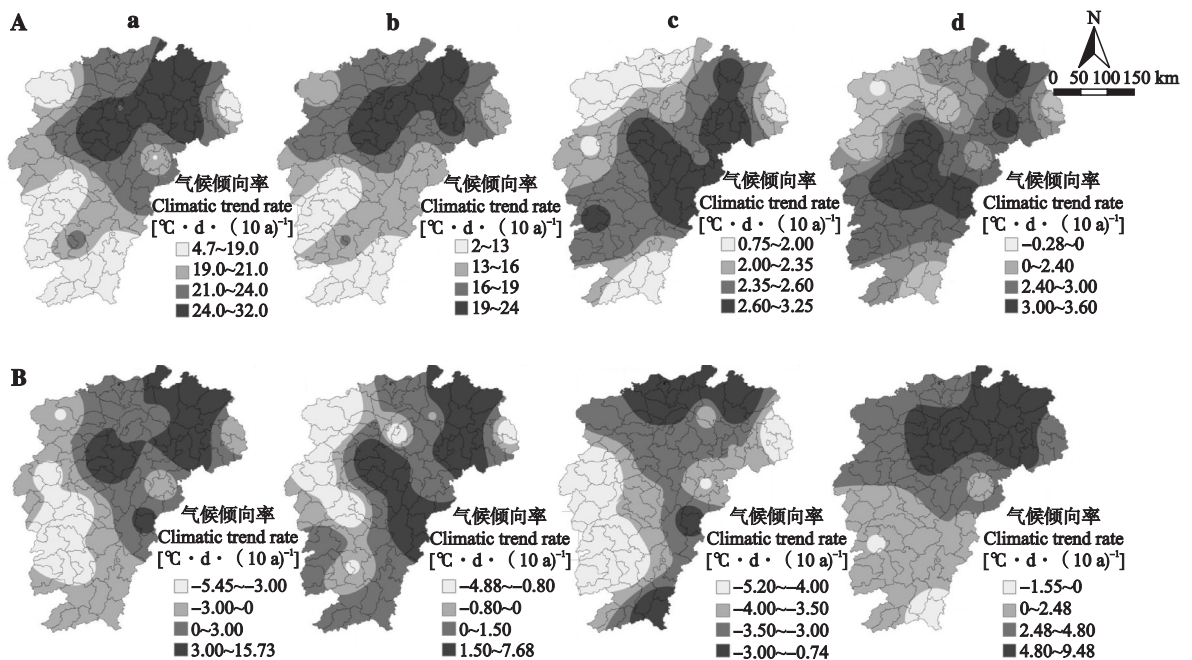 A
a
b
c
d
N
0 50 100 150 km
气候倾向率
Climatic trend rate
[℃·d·（10 a)⁻¹]
4.7~19.0
19.0~21.0
21.0~24.0
24.0~32.0
气候倾向率
Climatic trend rate
[℃·d·（10 a)⁻¹]
2~13
13~16
16~19
19~24
气候倾向率
Climatic trend rate
[℃·d·（10 a)⁻¹]
0.75~2.00
2.00~2.35
2.35~2.60
2.60~3.25
气候倾向率
Climatic trend rate
[℃·d·（10 a)⁻¹]
−0.28~0
0~2.40
2.40~3.00
3.00~3.60
B
气候倾向率
Climatic trend rate
[℃·d·（10 a)⁻¹]
−5.45~−3.00
−3.00~0
0~3.00
3.00~15.73
气候倾向率
Climatic trend rate
[℃·d·（10 a)⁻¹]
−4.88~−0.80
−0.80~0
0~1.50
1.50~7.68
气候倾向率
Climatic trend rate
[℃·d·（10 a)⁻¹]
−5.20~−4.00
−4.00~−3.50
−3.50~−3.00
−3.00~−0.74
气候倾向率
Climatic trend rate
[℃·d·（10 a)⁻¹]
−1.55~0
0~2.48
2.48~4.80
4.80~9.48